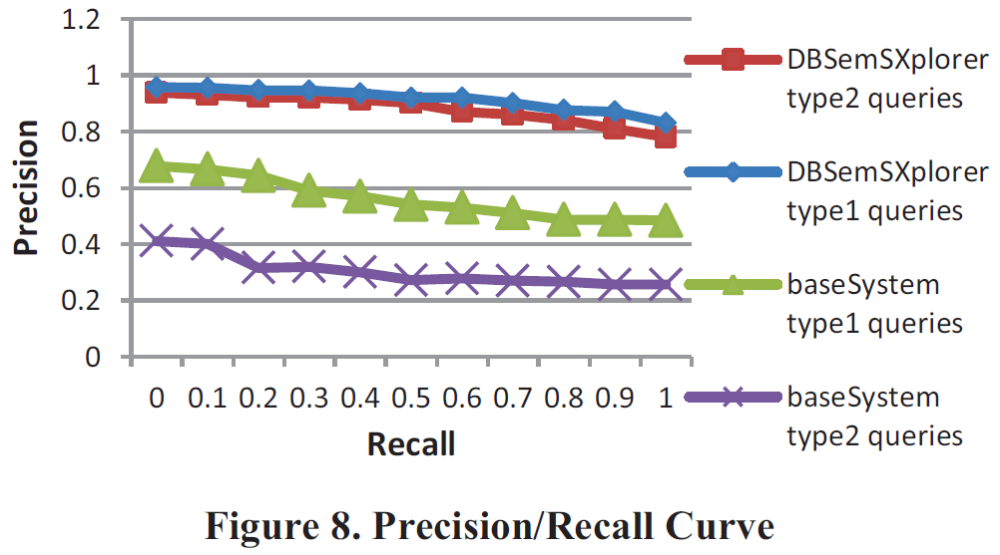 1.2
1
0.8
0.6
0.4
0.2
0
Precision
0 0.1 0.2 0.3 0.4 0.5 0.6 0.7 0.8 0.9 1
Recall
DBSemSXplorer
type2 queries
DBSemSXplorer
type1 queries
baseSystem
type1 queries
baseSystem
type2 queries
Figure 8. Precision/Recall Curve